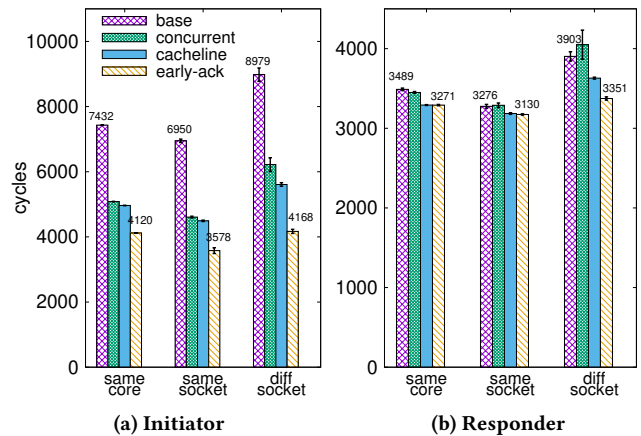 base
concurrent
cacheline
early-ack
cycles
10000
8000
6000
4000
2000
0
7432
4120
6950
3578
8979
4168
same core
same socket
diff socket
(a) Initiator
4000
3000
2000
1000
0
3489
3271
3276
3130
3903
3351
same core
same socket
diff socket
(b) Responder